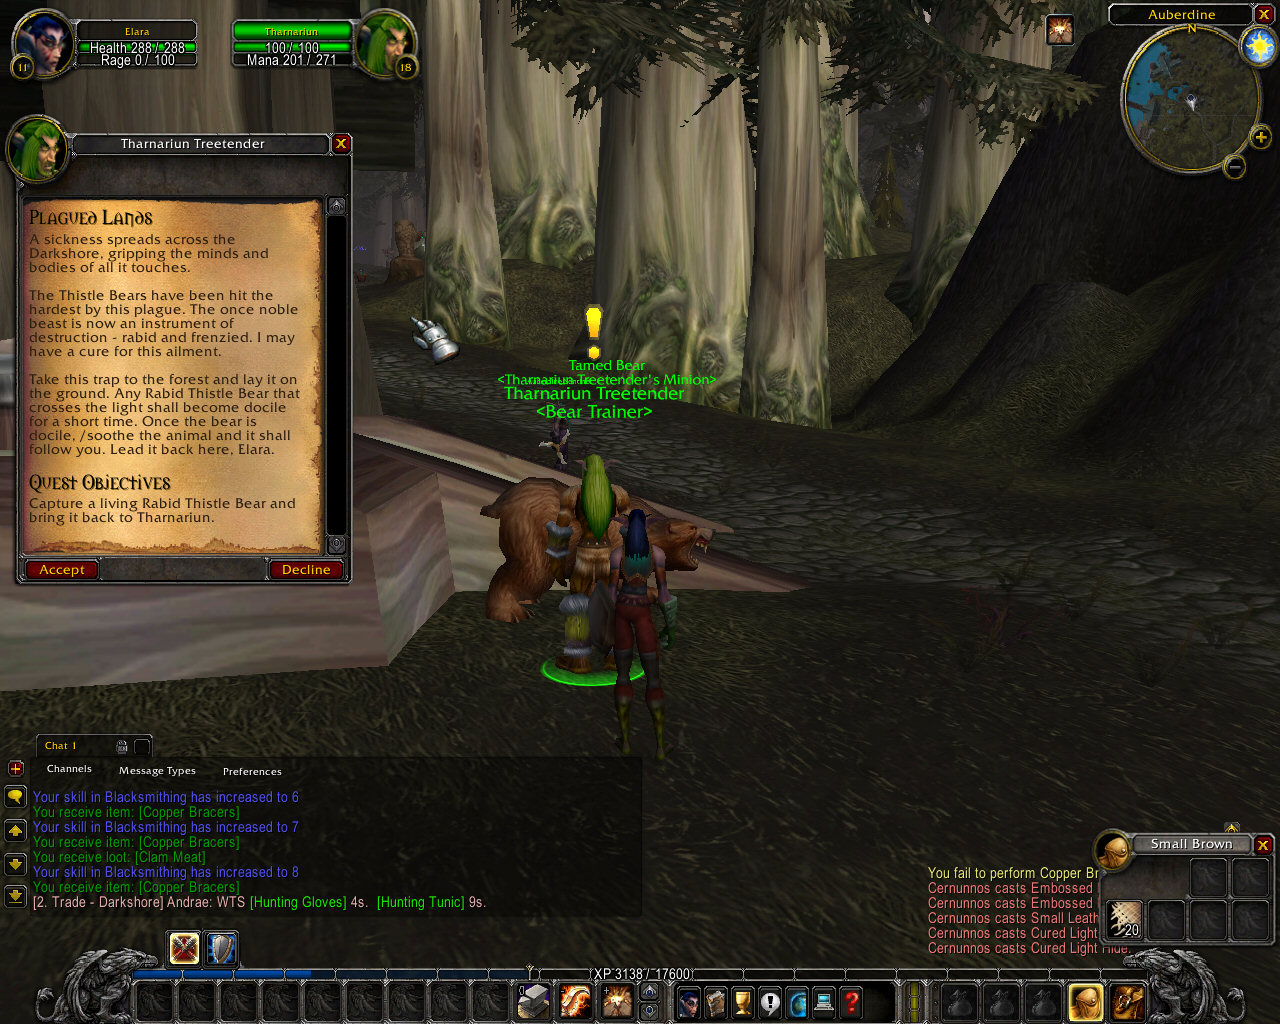 Elara
Health 288 / 288
Rage 0 / 100
11
Tharnariun
100 / 100
Mana 201 / 271
18
Auberdine
N
Tharnariun Treetender
Plagued Lands
A sickness spreads across the
Darkshore, gripping the minds and
bodies of all it touches.
The Thistle Bears have been hit the
hardest by this plague. The once noble
beast is now an instrument of
destruction - rabid and frenzied. I may
have a cure for this ailment.
Take this trap to the forest and lay it on
the ground. Any Rabid Thistle Bear that
crosses the light shall become docile
for a short time. Once the bear is
docile, /soothe the animal and it shall
follow you. Lead it back here, Elara.
Quest Objectives
Capture a living Rabid Thistle Bear and
bring it back to Tharnariun.
Accept
Decline
Tamed Bear
<Tharnariun Treetender's Minion>
Tharnariun Treetender
<Bear Trainer>
Chat 1
Channels
Message Types
Preferences
Your skill in Blacksmithing has increased to 6
You receive item: [Copper Bracers]
Your skill in Blacksmithing has increased to 7
You receive item: [Copper Bracers]
You receive loot: [Clam Meat]
Your skill in Blacksmithing has increased to 8
You receive item: [Copper Bracers]
[2. Trade - Darkshore] Andrae: WTS [Hunting Gloves] 4s. [Hunting Tunic] 9s.
Small Brown
20
You fail to perform Copper Br
Cernunnos casts Embossed
Cernunnos casts Embossed
Cernunnos casts Small Leath
Cernunnos casts Cured Light
Cernunnos casts Cured Light Hide.
XP 3138 / 17600